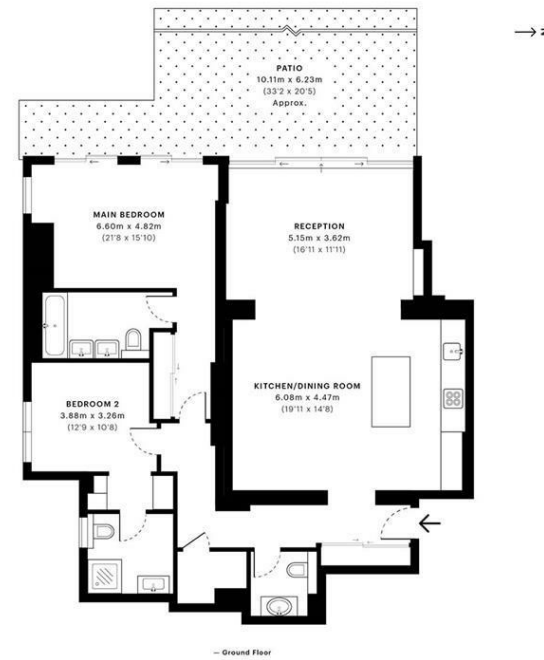 PATIO
10.11m x 6.23m
(33'2 x 20'5)
Approx.
MAIN BEDROOM
6.60m x 4.82m
(21'8 x 15'10)
RECEPTION
5.15m x 3.62m
(16'11 x 11'11)
KITCHEN/DINING ROOM
6.08m x 4.47m
(19'11 x 14'8)
BEDROOM 2
3.88m x 3.26m
(12'9 x 10'8)
— Ground Floor